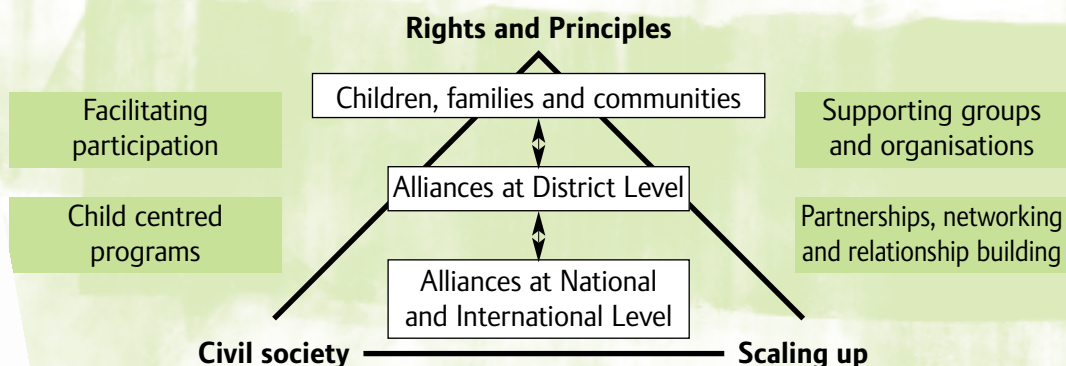 Rights and Principles
Children, families and communities
Facilitating
participation
Supporting groups
and organisations
Alliances at District Level
Child centred
programs
Partnerships, networking
and relationship building
Alliances at National
and International Level
Civil society
Scaling up